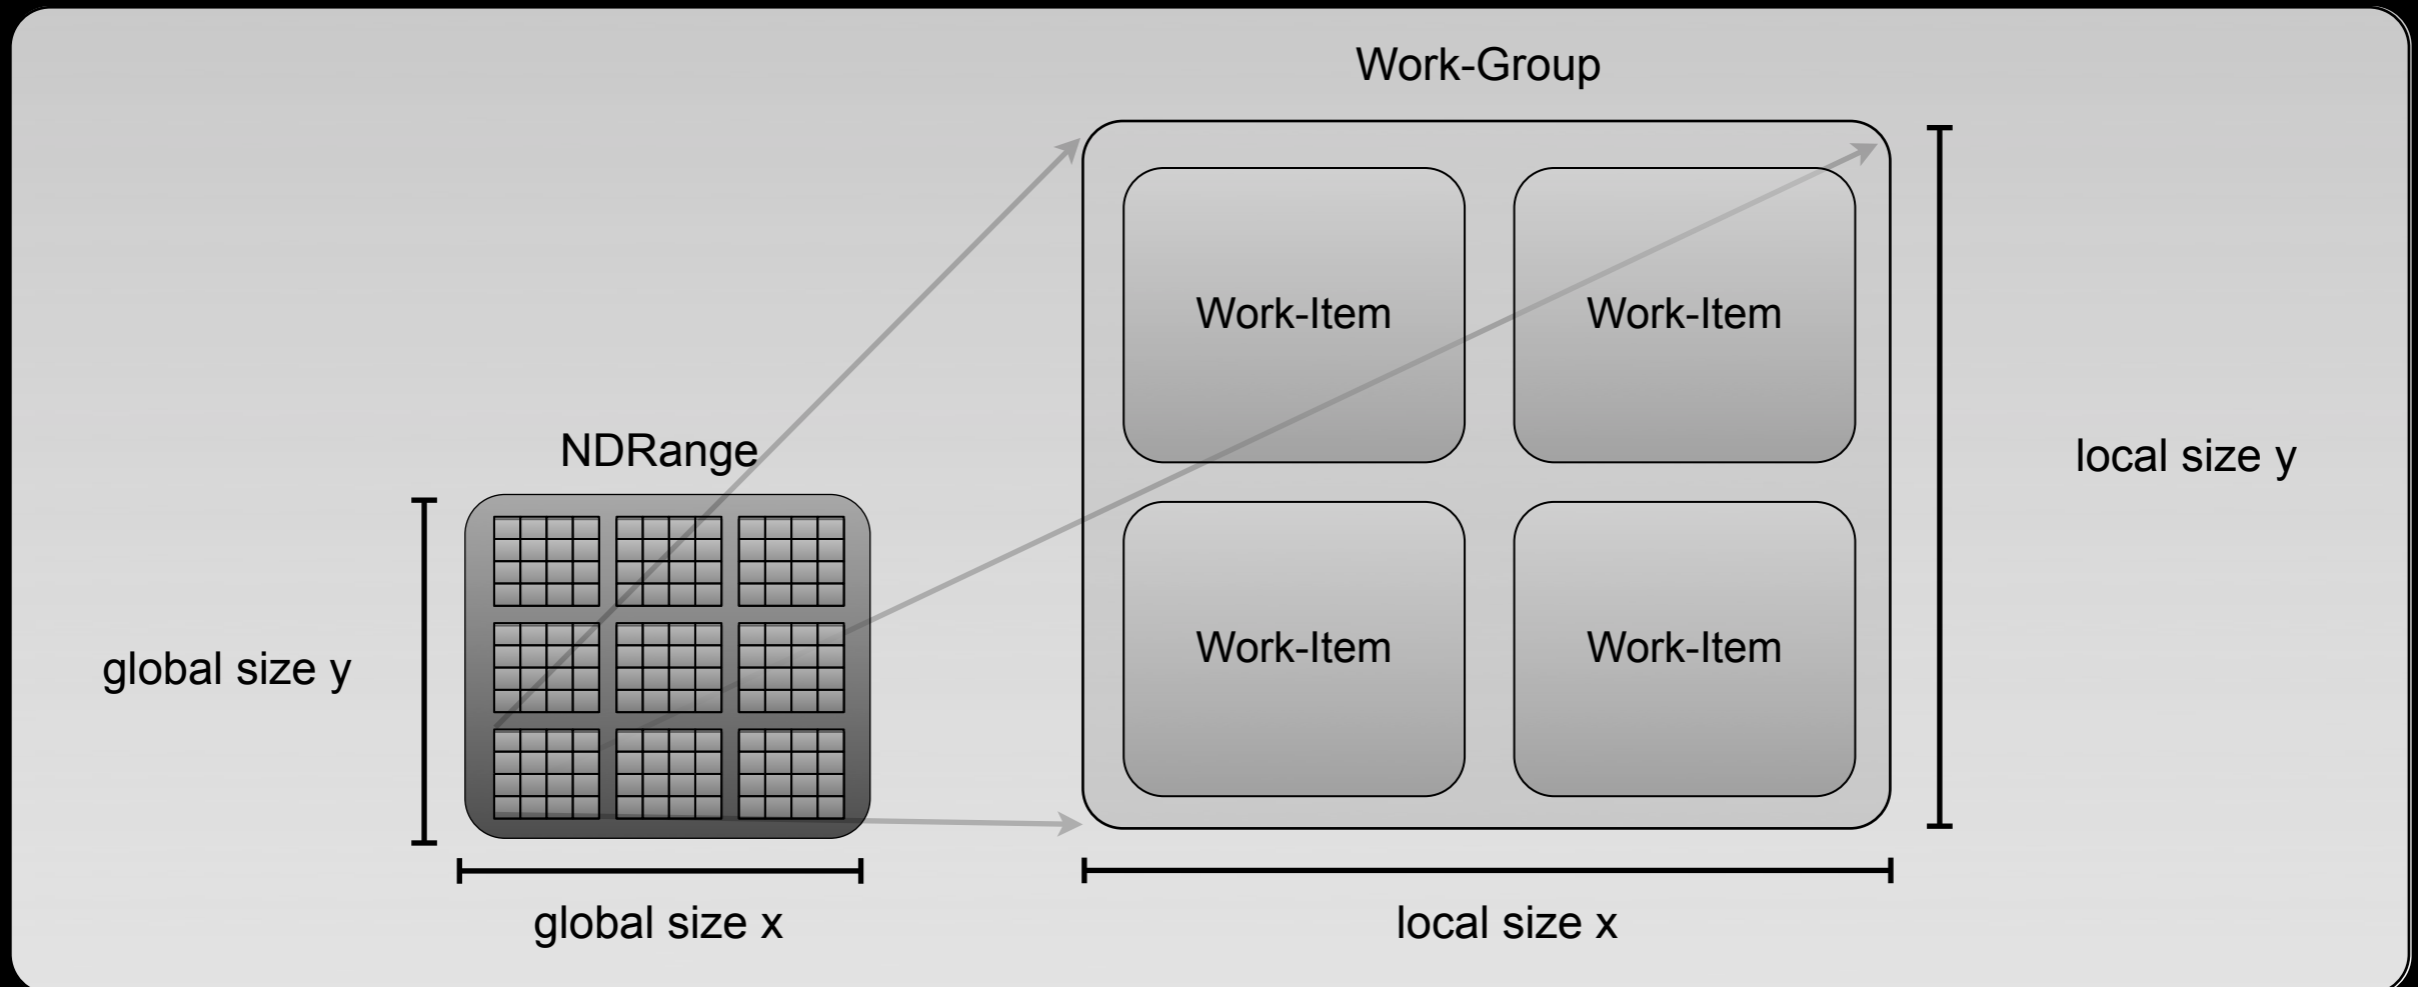 Work-Group
Work-Item
Work-Item
NDRange
local size y
Work-Item
Work-Item
global size y
global size x
local size x